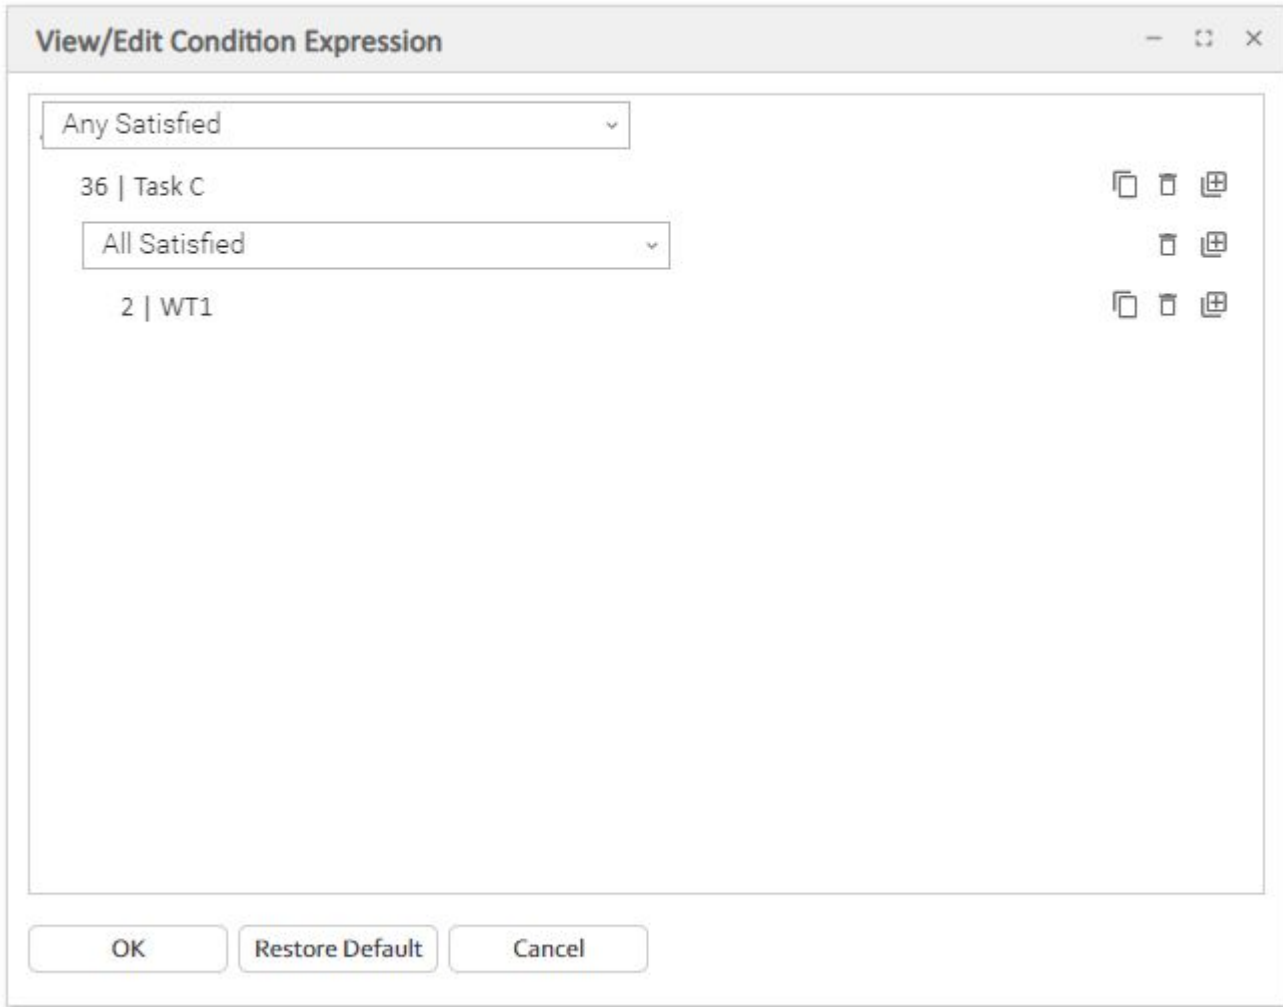 View/Edit Condition Expression
Any Satisfied
36 | Task C
All Satisfied
2 | WT1
OK
Restore Default
Cancel